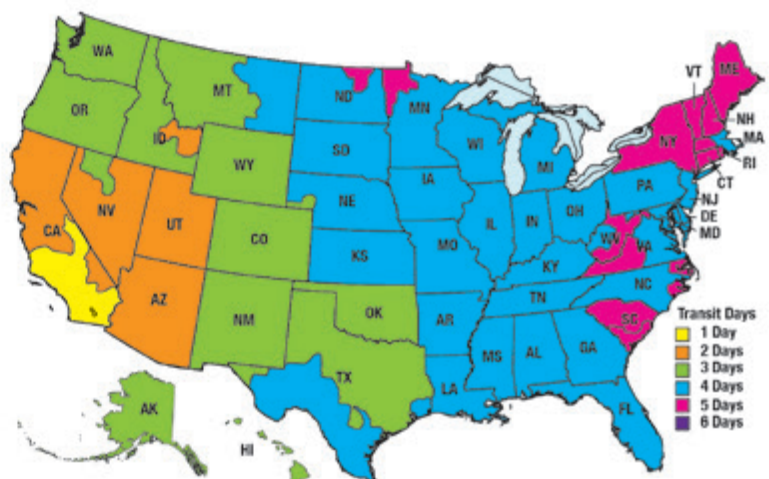 WA
MT
ND
MN
VT
ME
OR
ID
WY
SD
WI
MI
NY
NH
MA
RI
CT
NV
UT
CO
NE
IA
IL
IN
OH
PA
NJ
DE
MD
CA
KS
MO
KY
WV
VA
AZ
NM
OK
AR
TN
NC
SC
TX
LA
MS
AL
GA
FL
AK
HI
Transit Days
1 Day
2 Days
3 Days
4 Days
5 Days
6 Days